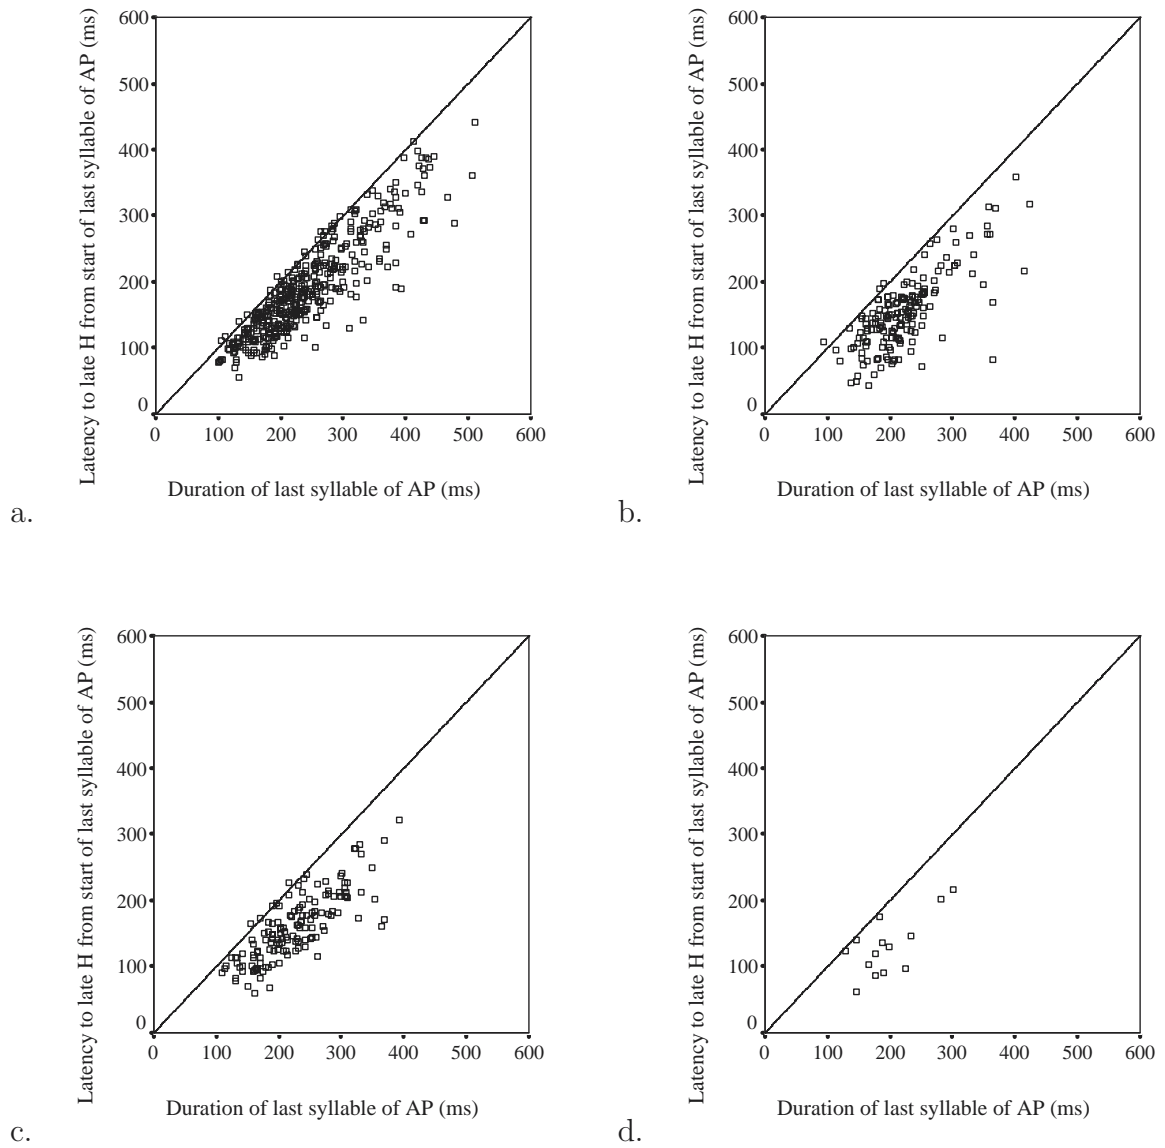 Latency to late H from start of last syllable of AP (ms)
600
500
400
300
200
100
0
0 100 200 300 400 500 600
Duration of last syllable of AP (ms)
a.
Latency to late H from start of last syllable of AP (ms)
600
500
400
300
200
100
0
0 100 200 300 400 500 600
Duration of last syllable of AP (ms)
b.
Latency to late H from start of last syllable of AP (ms)
600
500
400
300
200
100
0
0 100 200 300 400 500 600
Duration of last syllable of AP (ms)
c.
Latency to late H from start of last syllable of AP (ms)
600
500
400
300
200
100
0
0 100 200 300 400 500 600
Duration of last syllable of AP (ms)
d.